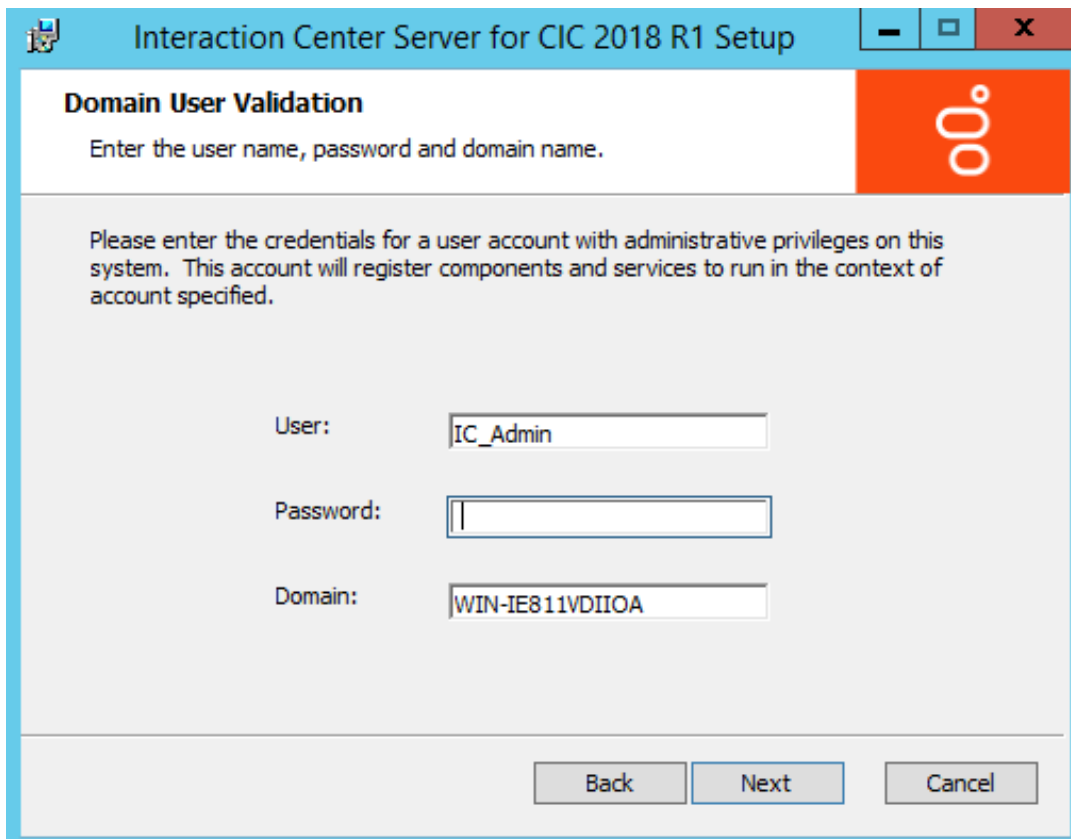 Interaction Center Server for CIC 2018 R1 Setup
Domain User Validation
Enter the user name, password and domain name.
Please enter the credentials for a user account with administrative privileges on this
system.  This account will register components and services to run in the context of
account specified.
User:
IC_Admin
Password:
Domain:
WIN-IE811VDIIOA
Back
Next
Cancel